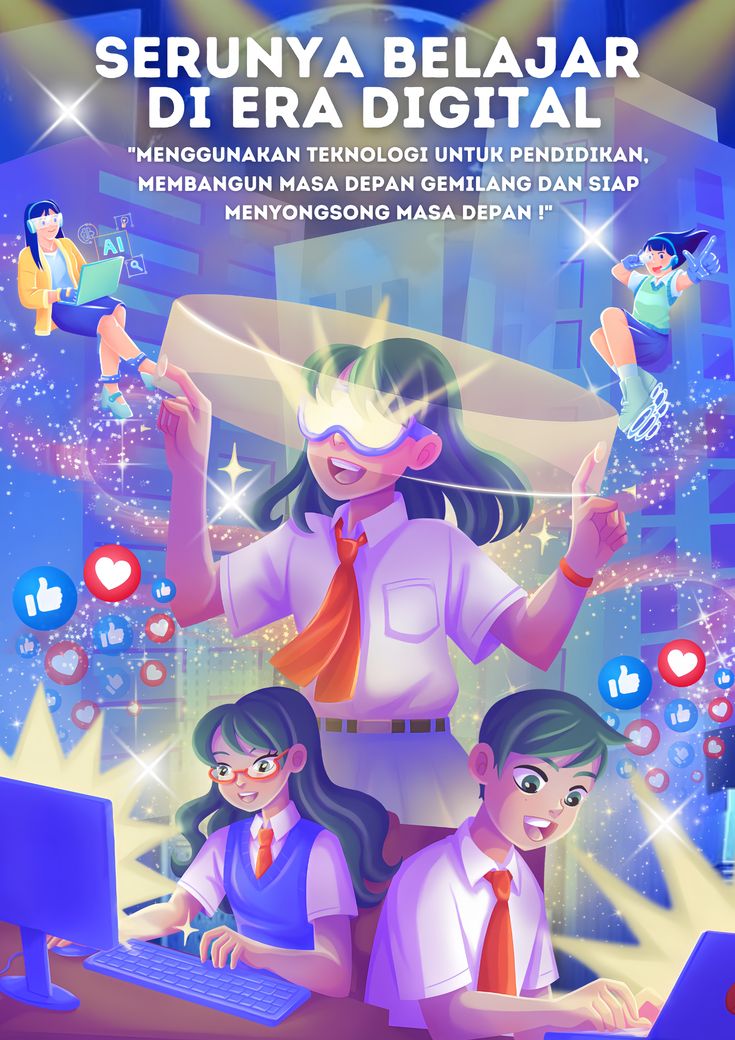 SERUNYA BELAJAR
DI ERA DIGITAL
"MENGGUNAKAN TEKNOLOGI UNTUK PENDIDIKAN,
MEMBANGUN MASA DEPAN GEMILANG DAN SIAP
MENYONGSONG MASA DEPAN !"
AI